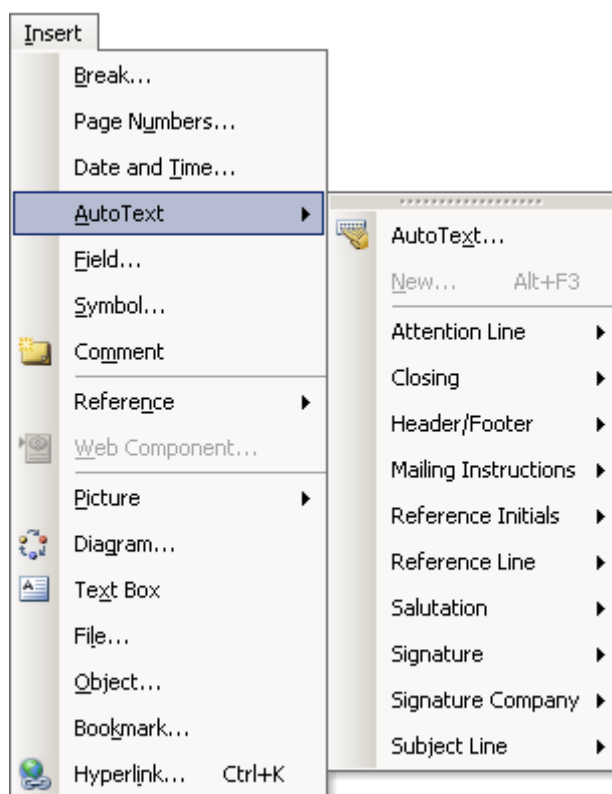 Insert
Break...
Page Numbers...
Date and Time...
AutoText
Field...
Symbol...
Comment
Reference
Web Component...
Picture
Diagram...
Text Box
File...
Object...
Bookmark...
Hyperlink... Ctrl+K
AutoText...
New... Alt+F3
Attention Line
Closing
Header/Footer
Mailing Instructions
Reference Initials
Reference Line
Salutation
Signature
Signature Company
Subject Line